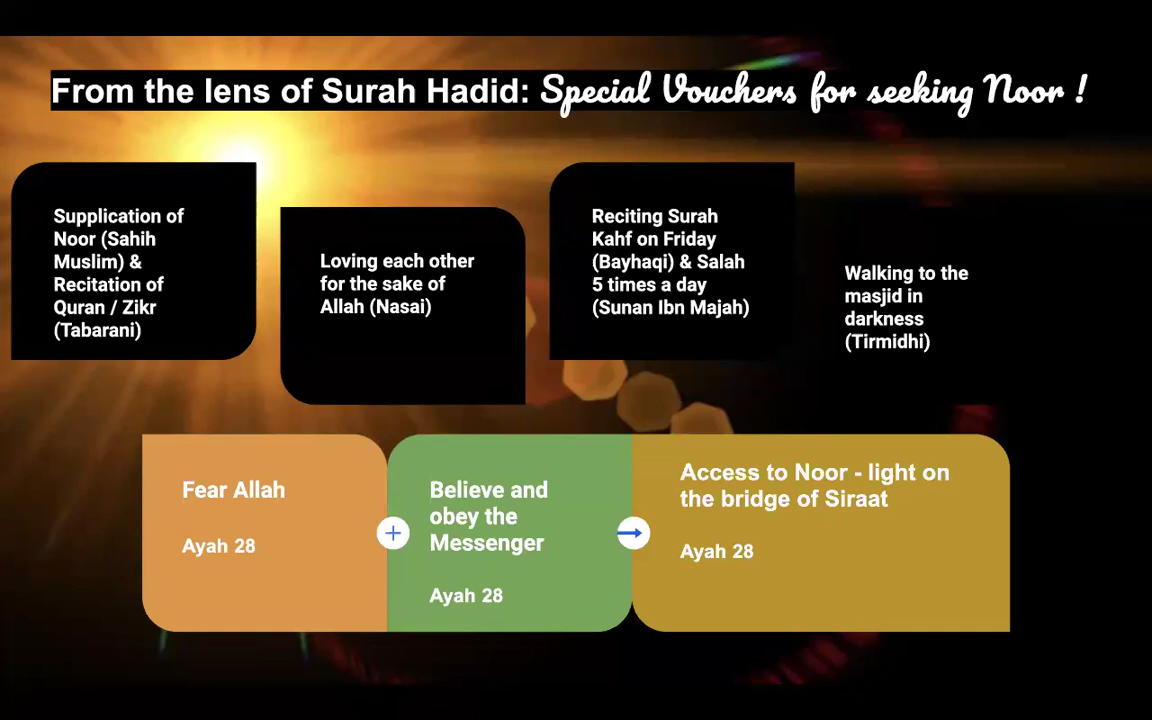 From the lens of Surah Hadid: Special Vouchers for seeking Noor !
Supplication of
Noor (Sahih
Muslim) &
Recitation of
Quran / Zikr
(Tabarani)
Loving each other
for the sake of
Allah (Nasai)
Reciting Surah
Kahf on Friday
(Bayhaqi) & Salah
5 times a day
(Sunan Ibn Majah)
Walking to the
masjid in
darkness
(Tirmidhi)
Fear Allah
Ayah 28
Believe and
obey the
Messenger
Ayah 28
Access to Noor - light on
the bridge of Siraat
Ayah 28